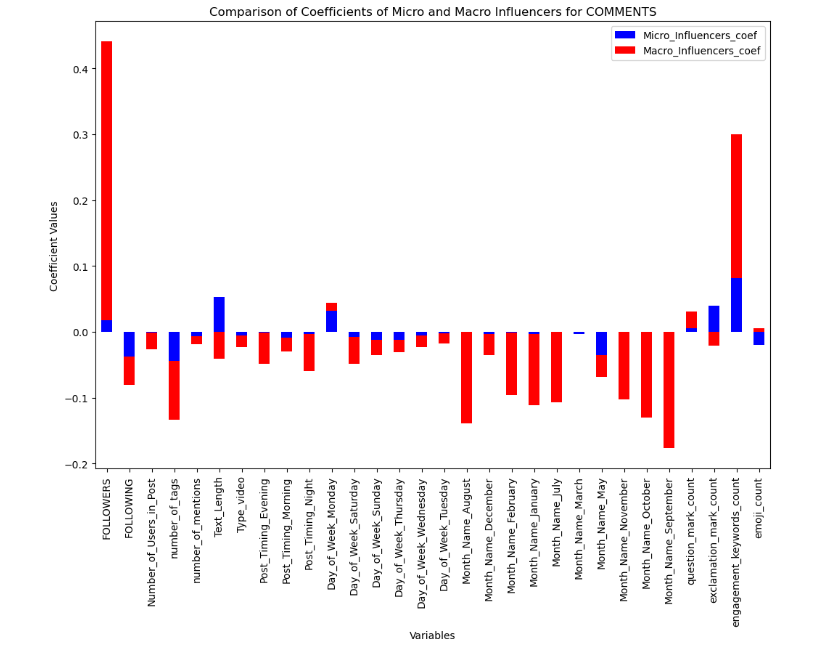 Comparison of Coefficients of Micro and Macro Influencers for COMMENTS
Micro_Influencers_coef
Macro_Influencers_coef
Coefficient Values
0.4
0.3
0.2
0.1
0.0
−0.1
−0.2
FOLLOWERS
FOLLOWING
Number_of_Users_in_Post
number_of_tags
number_of_mentions
Text_Length
Type_video
Post_Timing_Evening
Post_Timing_Morning
Post_Timing_Night
Day_of_Week_Monday
Day_of_Week_Saturday
Day_of_Week_Sunday
Day_of_Week_Thursday
Day_of_Week_Wednesday
Day_of_Week_Tuesday
Month_Name_August
Month_Name_December
Month_Name_February
Month_Name_January
Month_Name_July
Month_Name_March
Month_Name_May
Month_Name_November
Month_Name_October
Month_Name_September
question_mark_count
exclamation_mark_count
engagement_keywords_count
emoji_count
Variables